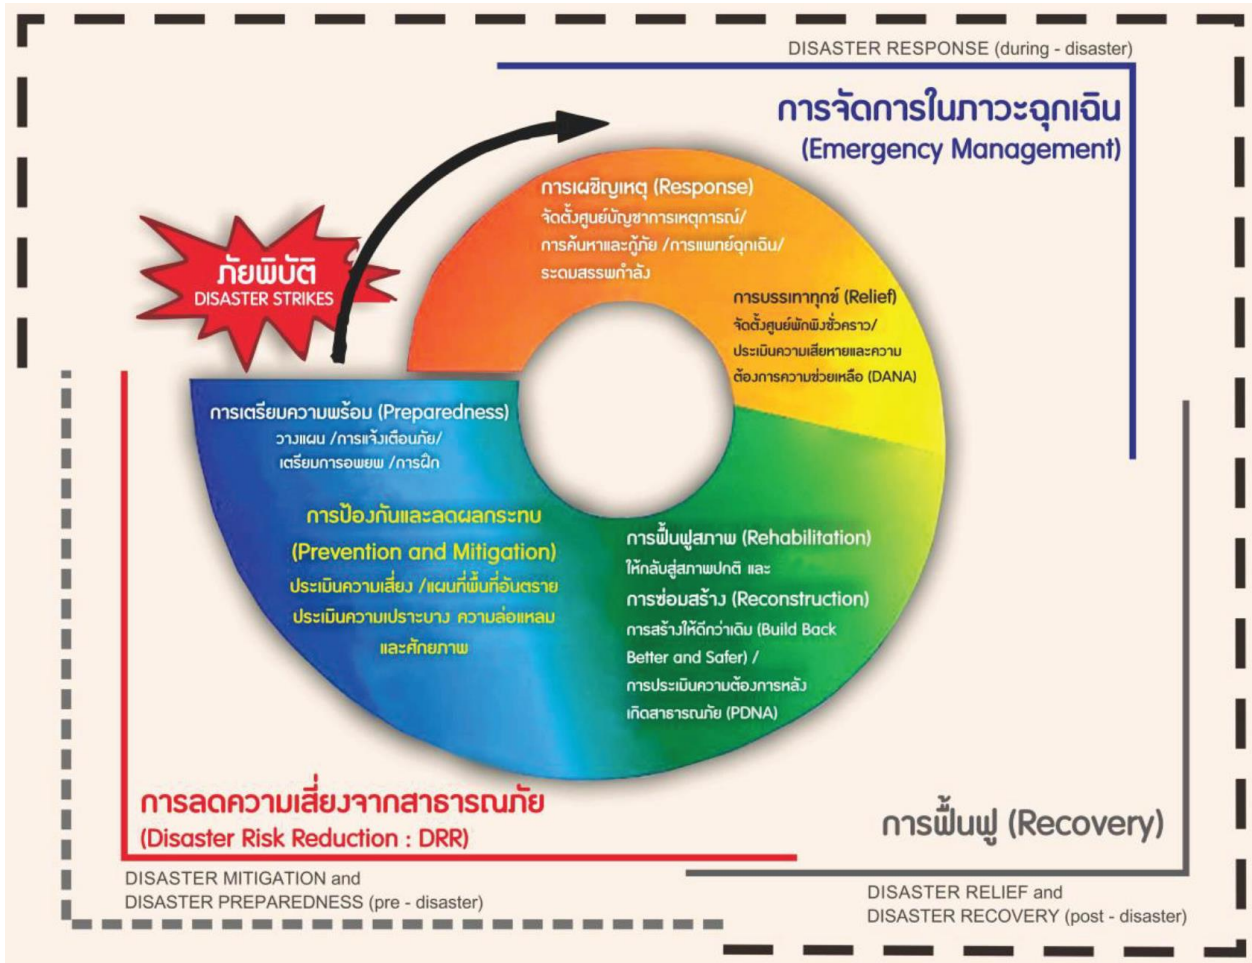 DISASTER RESPONSE (during - disaster)
การจัดการในภาวะฉุกเฉิน
(Emergency Management)
ภัยพิบัติ
DISASTER STRIKES
การเผชิญเหตุ (Response)
จัดตั้งศูนย์บัญชาการเหตุการณ์/
การค้นหาและกู้ภัย /การแพทย์ฉุกเฉิน/
ระดมสรรพกำลัง
การบรรเทาทุกข์ (Relief)
จัดตั้งศูนย์พักพิงชั่วคราว/
ประเมินความเสียหายและความ
ต้องการความช่วยเหลือ (DANA)
การเตรียมความพร้อม (Preparedness)
วางแผน /การแจ้งเตือนภัย/
เตรียมการอพยพ /การฝึก
การป้องกันและลดผลกระทบ
(Prevention and Mitigation)
ประเมินความเสี่ยง /แผนที่พื้นที่อันตราย
ประเมินความเปราะบาง ความล่อแหลม
และศักยภาพ
การฟื้นฟูสภาพ (Rehabilitation)
ให้กลับสู่สภาพปกติ และ
การซ่อมสร้าง (Reconstruction)
การสร้างให้ดีกว่าเดิม (Build Back
Better and Safer) /
การประเมินความต้องการหลัง
เกิดสาธารณภัย (PDNA)
การลดความเสี่ยงจากสาธารณภัย
(Disaster Risk Reduction : DRR)
DISASTER MITIGATION and
DISASTER PREPAREDNESS (pre - disaster)
การฟื้นฟู (Recovery)
DISASTER RELIEF and
DISASTER RECOVERY (post - disaster)